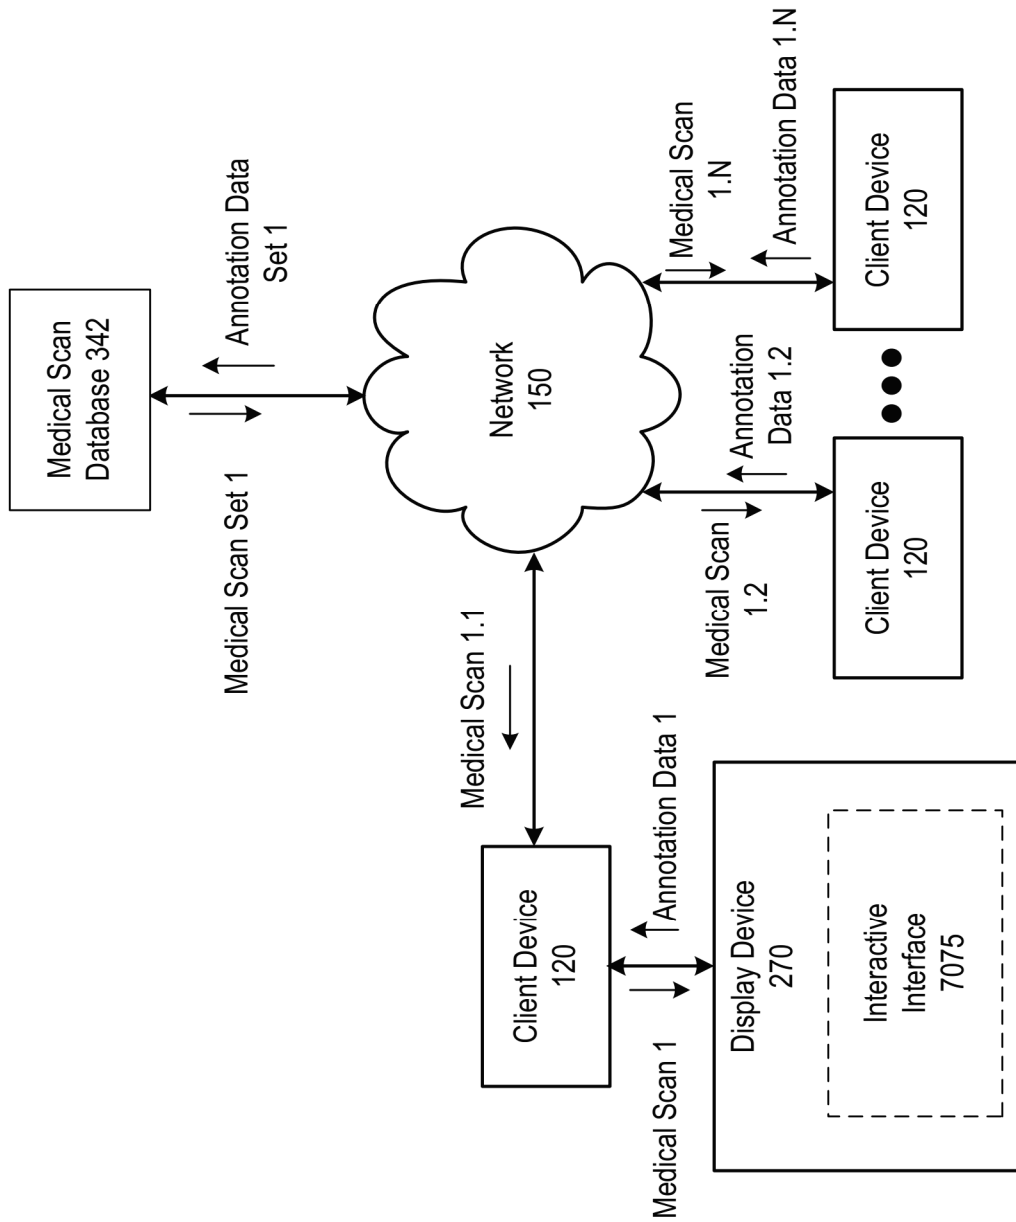 Medical Scan
Database 342
Medical Scan Set 1
Annotation Data
Set 1
Network
150
Medical Scan 1.1
Client Device
120
Medical Scan 1
Annotation Data 1
Display Device
270
Interactive
Interface
7075
Medical Scan
1.2
Annotation
Data 1.2
Client Device
120
Medical Scan
1.N
Annotation Data 1.N
Client Device
120